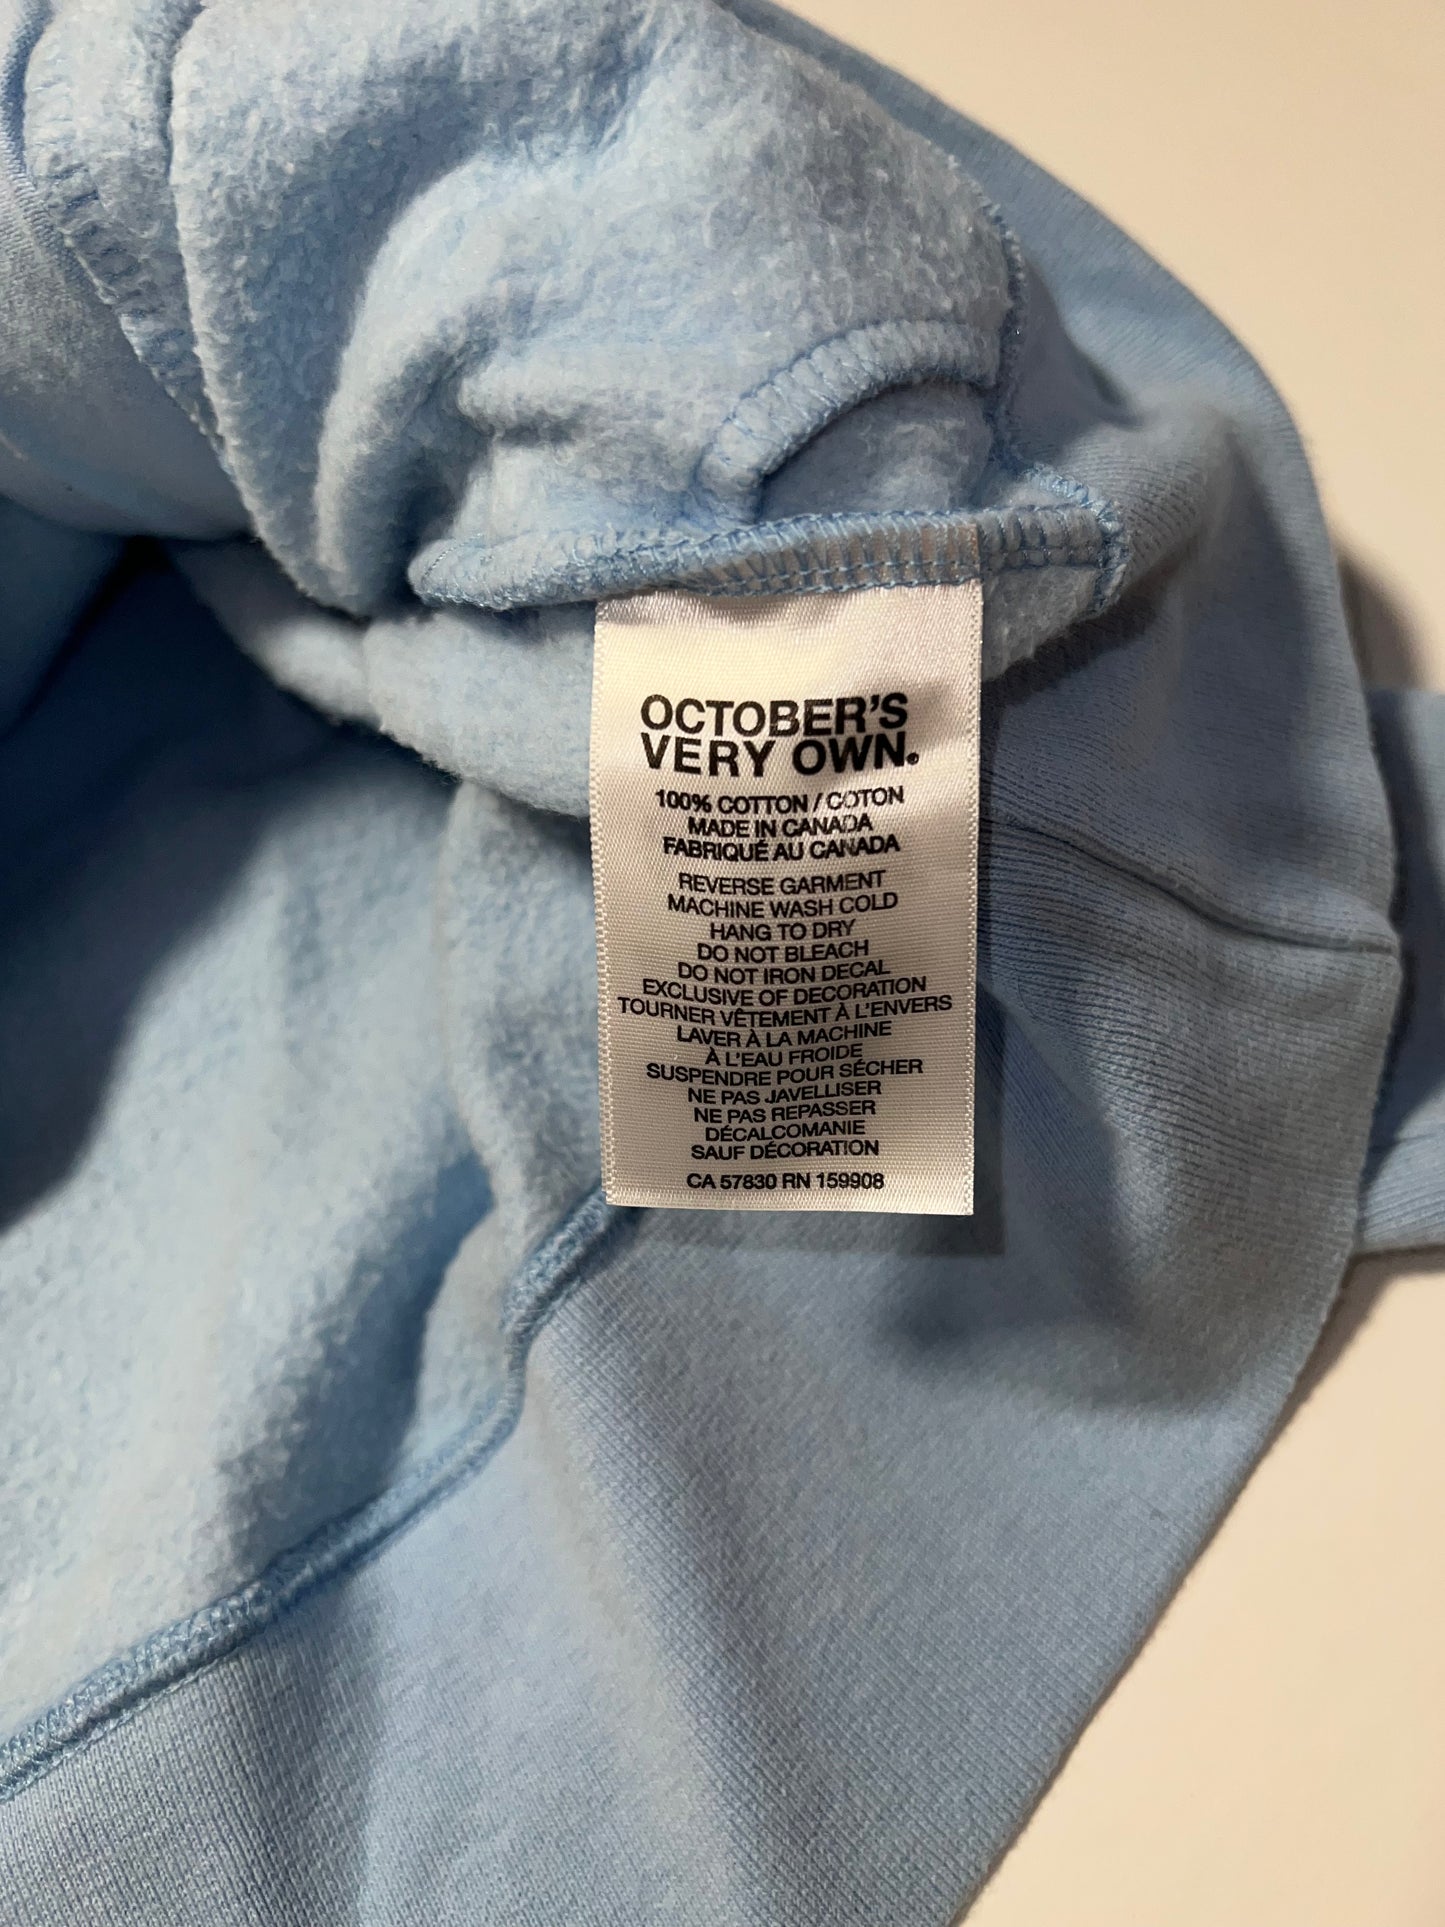 OCTOBER'S
VERY OWN.
100% COTTON / COTON
MADE IN CANADA
FABRIQUÉ AU CANADA
REVERSE GARMENT
MACHINE WASH COLD
HANG TO DRY
DO NOT BLEACH
DO NOT IRON DECAL
EXCLUSIVE OF DECORATION
TOURNER VÊTEMENT À L'ENVERS
LAVER À LA MACHINE
À L'EAU FROIDE
SUSPENDRE POUR SÉCHER
NE PAS JAVELLISER
NE PAS REPASSER
DÉCALCOMANIE
SAUF DÉCORATION
CA 57830 RN 159908